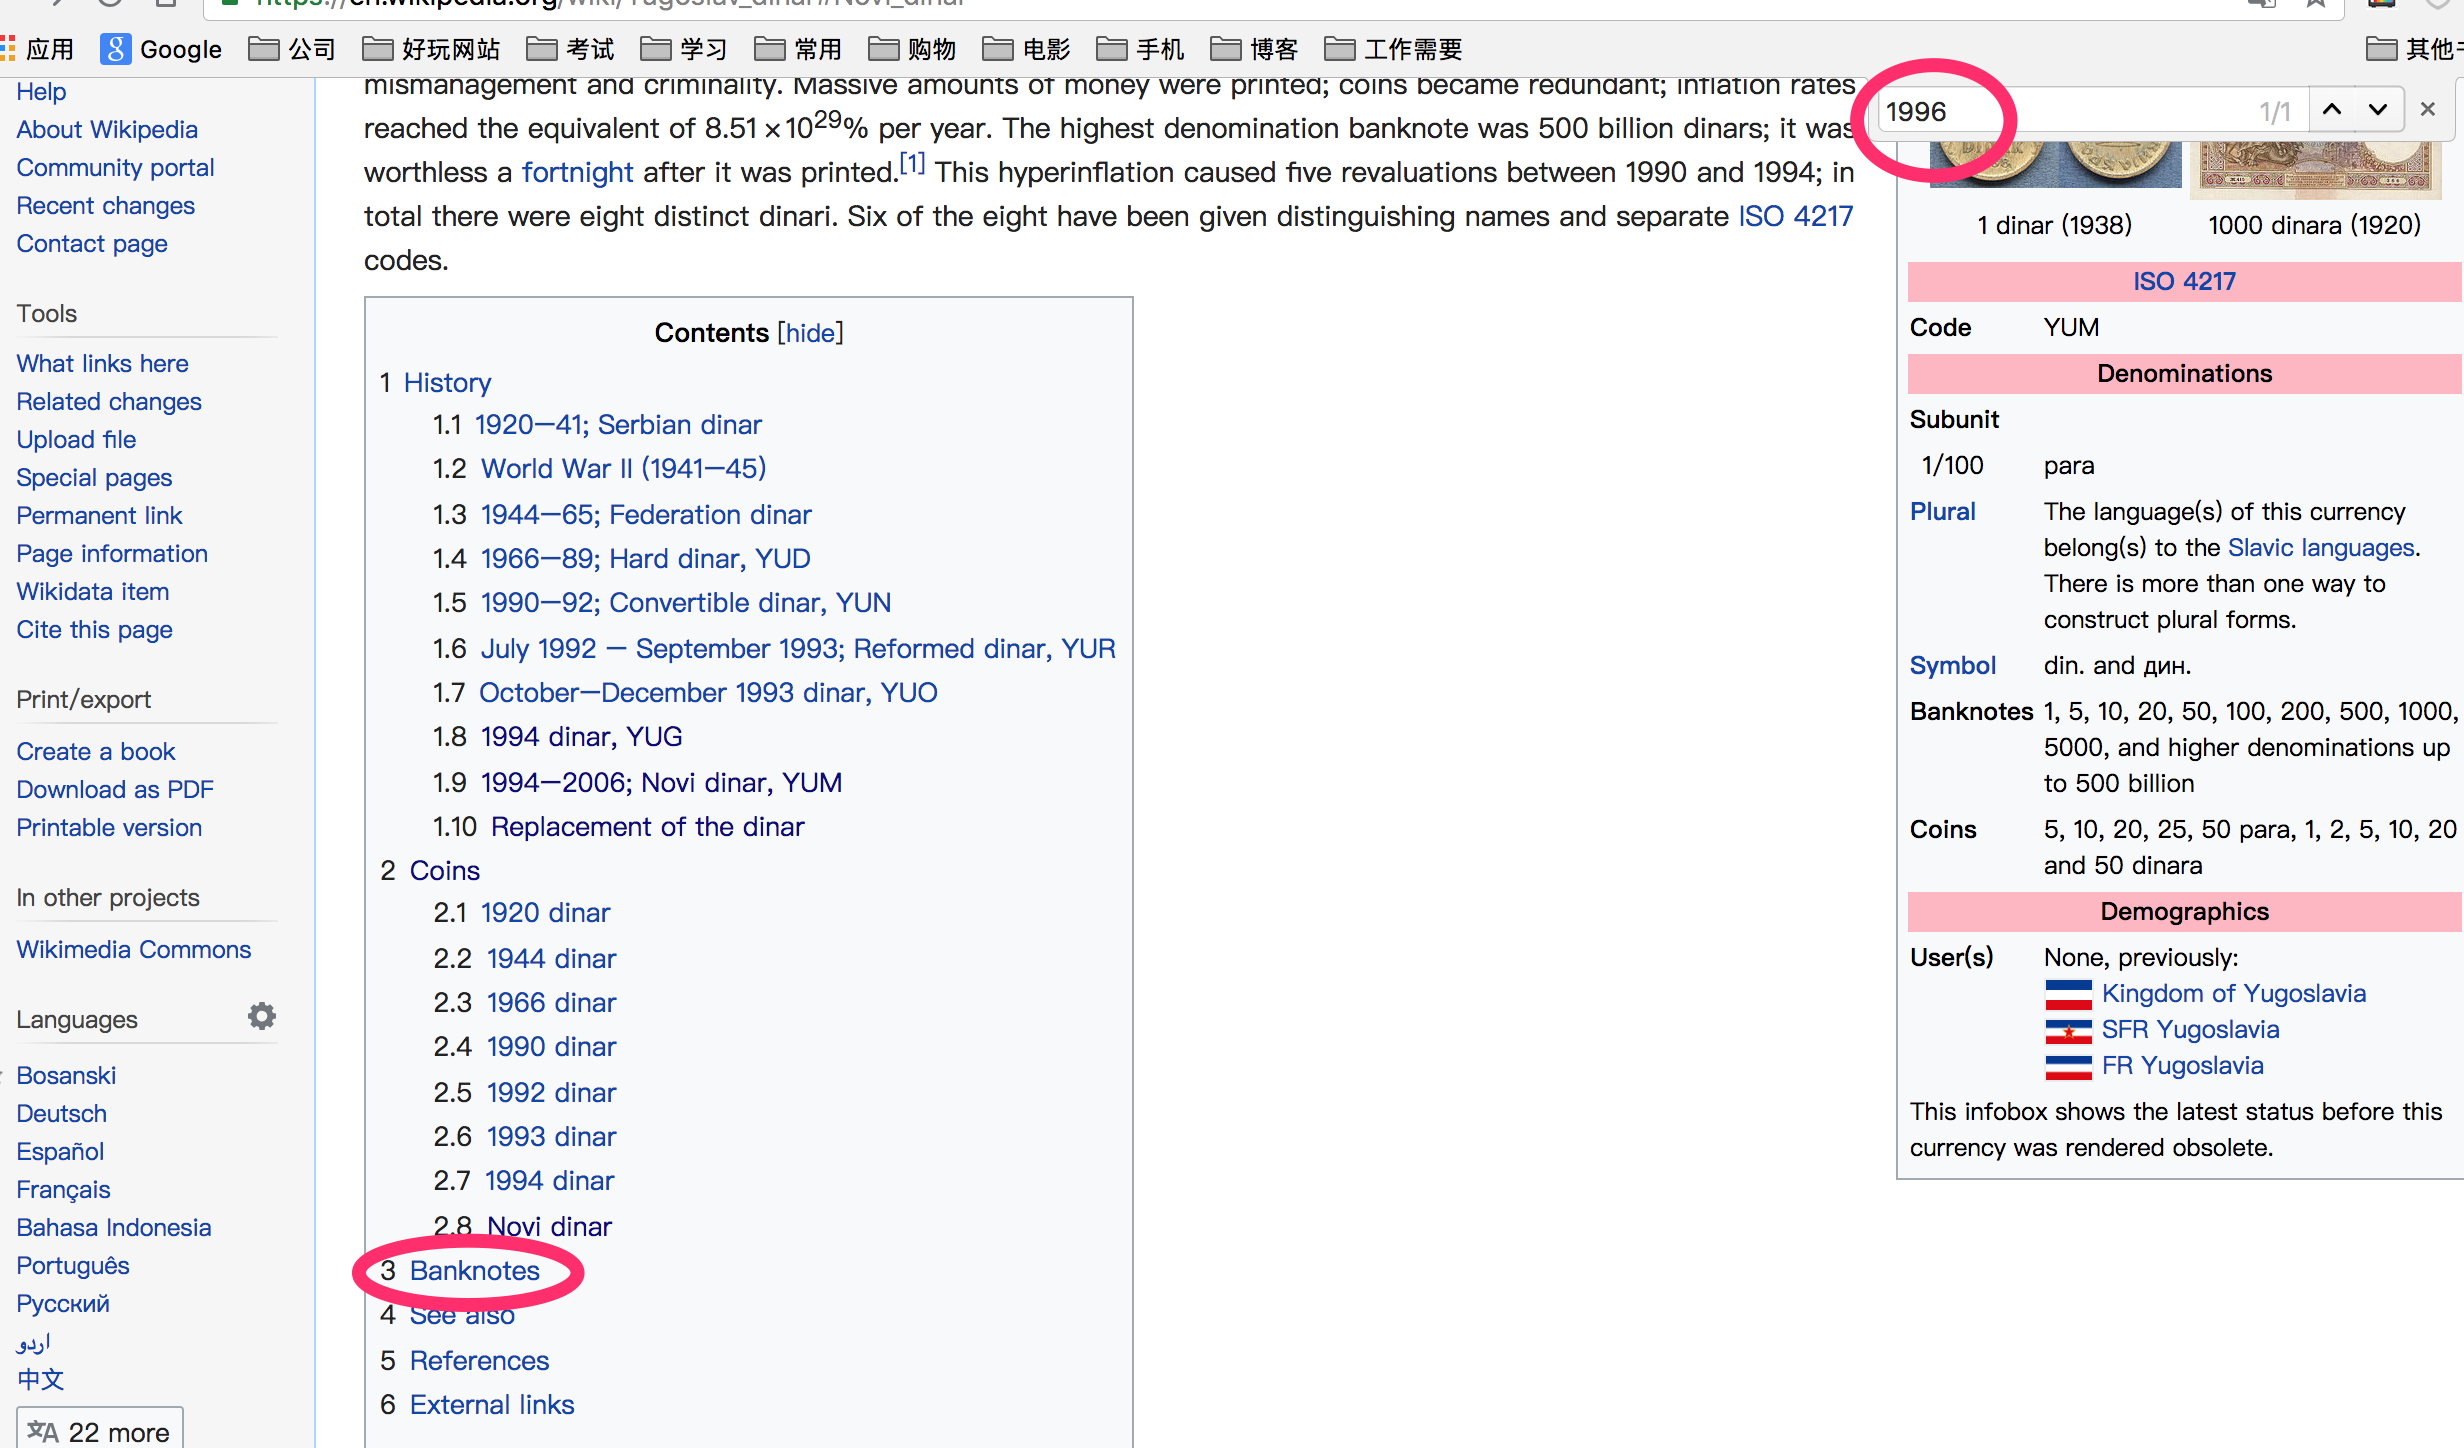 https://en.wikipedia.org/wiki/Yugoslav_dinar#Novi_dinar
应用 Google 公司 好玩网站 考试 学习 常用 购物 电影 手机 博客 工作需要 其他
1996 1/1
Help
About Wikipedia
Community portal
Recent changes
Contact page
Tools
What links here
Related changes
Upload file
Special pages
Permanent link
Page information
Wikidata item
Cite this page
Print/export
Create a book
Download as PDF
Printable version
In other projects
Wikimedia Commons
Languages
Bosanski
Deutsch
Español
Français
Bahasa Indonesia
Português
Русский
اردو
中文
22 more
mismanagement and criminality. Massive amounts of money were printed; coins became redundant; inflation rates
reached the equivalent of 8.51×10²⁹% per year. The highest denomination banknote was 500 billion dinars; it was
worthless a fortnight after it was printed.[1] This hyperinflation caused five revaluations between 1990 and 1994; in
total there were eight distinct dinari. Six of the eight have been given distinguishing names and separate ISO 4217
codes.
Contents [hide]
1 History
1.1 1920–41; Serbian dinar
1.2 World War II (1941–45)
1.3 1944–65; Federation dinar
1.4 1966–89; Hard dinar, YUD
1.5 1990–92; Convertible dinar, YUN
1.6 July 1992 – September 1993; Reformed dinar, YUR
1.7 October–December 1993 dinar, YUO
1.8 1994 dinar, YUG
1.9 1994–2006; Novi dinar, YUM
1.10 Replacement of the dinar
2 Coins
2.1 1920 dinar
2.2 1944 dinar
2.3 1966 dinar
2.4 1990 dinar
2.5 1992 dinar
2.6 1993 dinar
2.7 1994 dinar
2.8 Novi dinar
3 Banknotes
4 See also
5 References
6 External links
1 dinar (1938) 1000 dinara (1920)
ISO 4217
Code YUM
Denominations
Subunit
1/100 para
Plural The language(s) of this currency
belong(s) to the Slavic languages.
There is more than one way to
construct plural forms.
Symbol din. and дин.
Banknotes 1, 5, 10, 20, 50, 100, 200, 500, 1000,
5000, and higher denominations up
to 500 billion
Coins 5, 10, 20, 25, 50 para, 1, 2, 5, 10, 20
and 50 dinara
Demographics
User(s) None, previously:
Kingdom of Yugoslavia
SFR Yugoslavia
FR Yugoslavia
This infobox shows the latest status before this
currency was rendered obsolete.